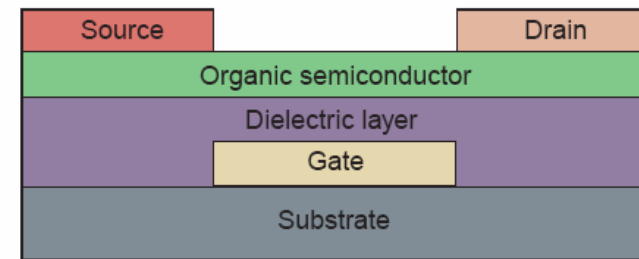 Source
Drain
Organic semiconductor
Dielectric layer
Gate
Substrate